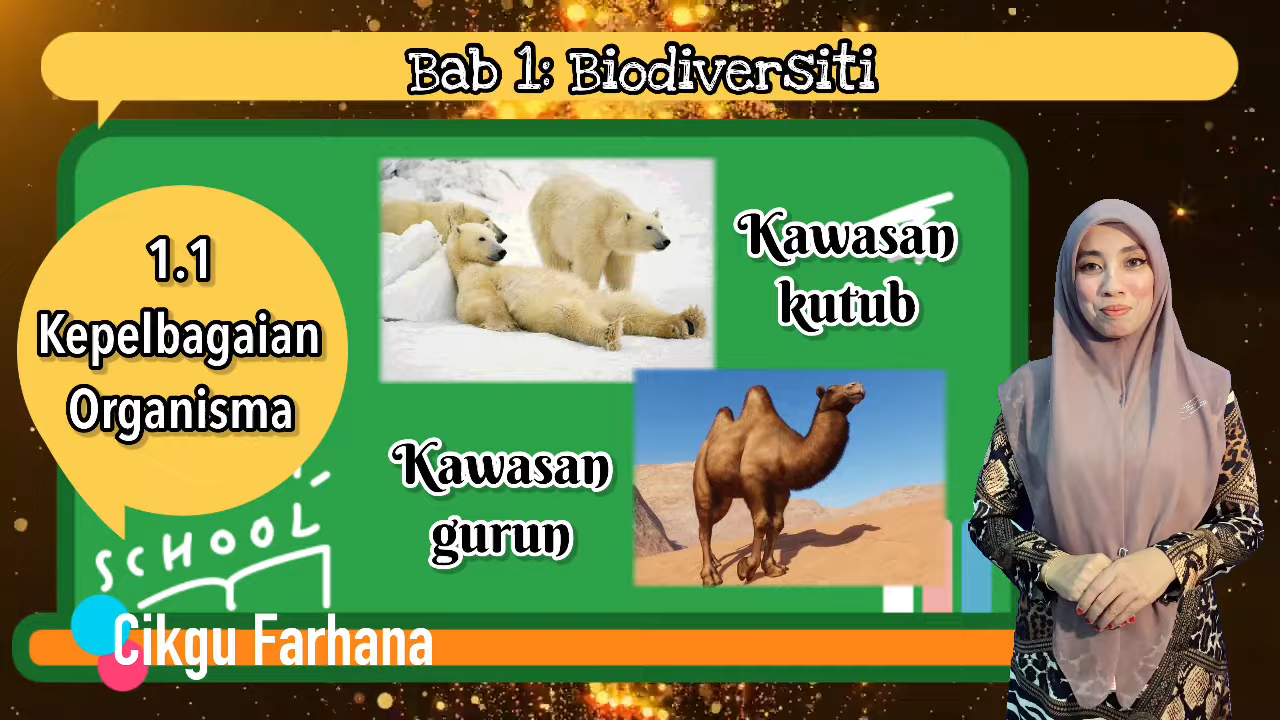 Bab 1: Biodiversiti
1.1
Kepelbagaian
Organisma
Kawasan
kutub
Kawasan
gurun
SCHOOL
Cikgu Farhana